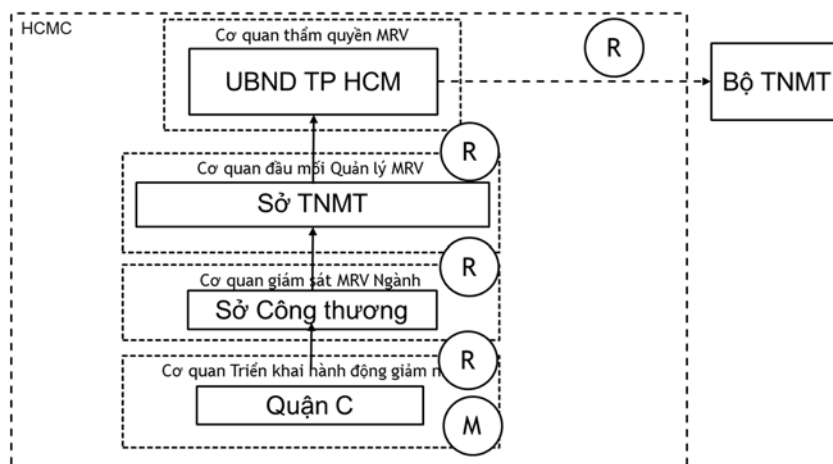 HCMC
Cơ quan thẩm quyền MRV
R
UBND TP HCM
Bộ TNMT
R
Cơ quan đầu mối Quản lý MRV
Sở TNMT
R
Cơ quan giám sát MRV Ngành
Sở Công thương
R
Cơ quan Triển khai hành động giảm
Quận C
M